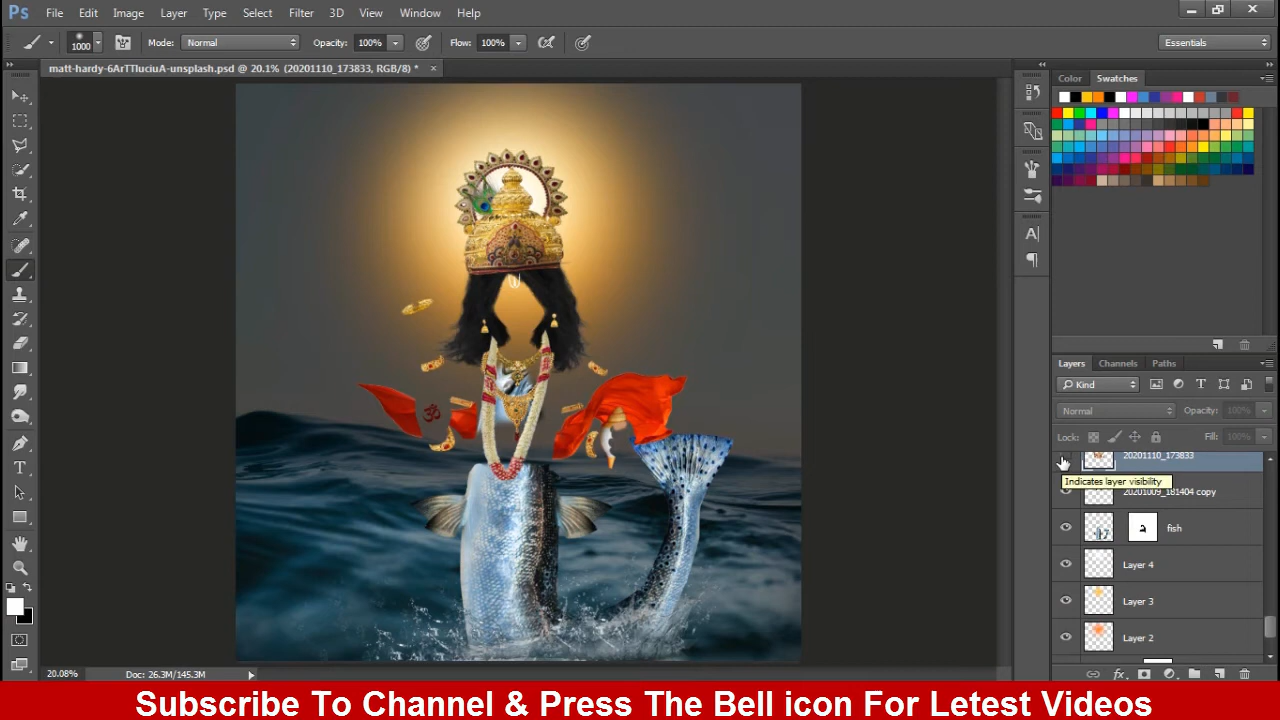 Ps File Edit Image Layer Type Select Filter 3D View Window Help
1000 Mode: Normal Opacity: 100% Flow: 100% Essentials
matt-hardy-6ArTTluciuA-unsplash.psd @ 20.1% (20201110_173833, RGB/8) * ×
Color Swatches
Layers Channels Paths
Kind
Normal Opacity: 100%
Lock: Fill: 100%
20201110_173833
Indicates layer visibility
20201009_181404 copy
fish
Layer 4
Layer 3
Layer 2
ॐ
20.08% Doc: 26.3M/145.3M
Subscribe To Channel & Press The Bell icon For Letest Videos